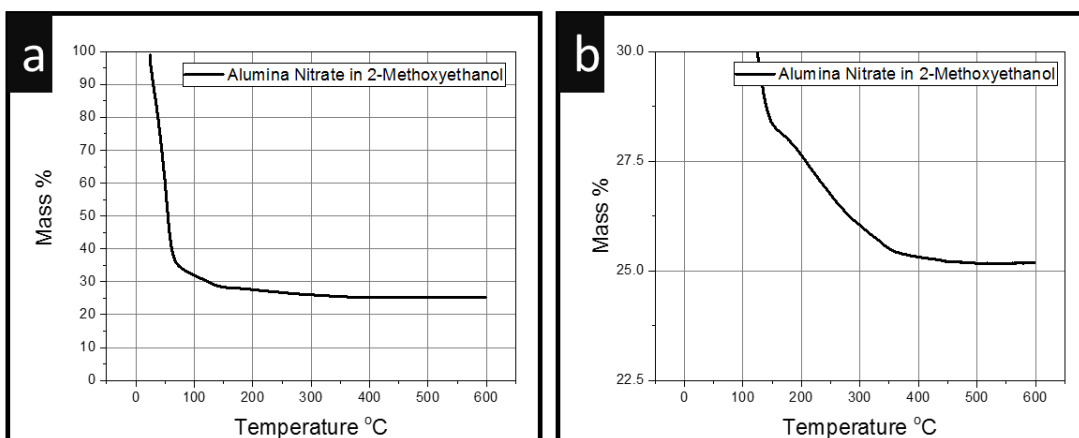 a
Alumina Nitrate in 2-Methoxyethanol
100
90
80
70
60
50
40
30
20
10
0
Mass %
0 100 200 300 400 500 600
Temperature °C
b
Alumina Nitrate in 2-Methoxyethanol
30.0
27.5
25.0
22.5
Mass %
0 100 200 300 400 500 600
Temperature °C